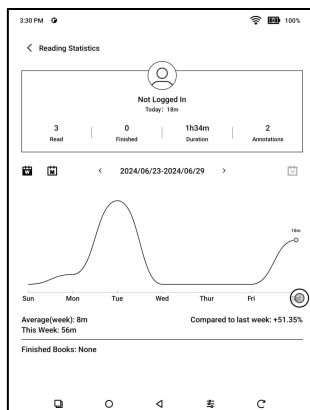 3:30 PM 100%
Reading Statistics
Not Logged In
Today: 18m
3 0 1h34m 2
Read Finished Duration Annotations
W M < 2024/06/23-2024/06/29 >
18m
Sun Mon Tue Wed Thur Fri Sat
Average(week): 8m Compared to last week: +51.35%
This Week: 56m
Finished Books: None